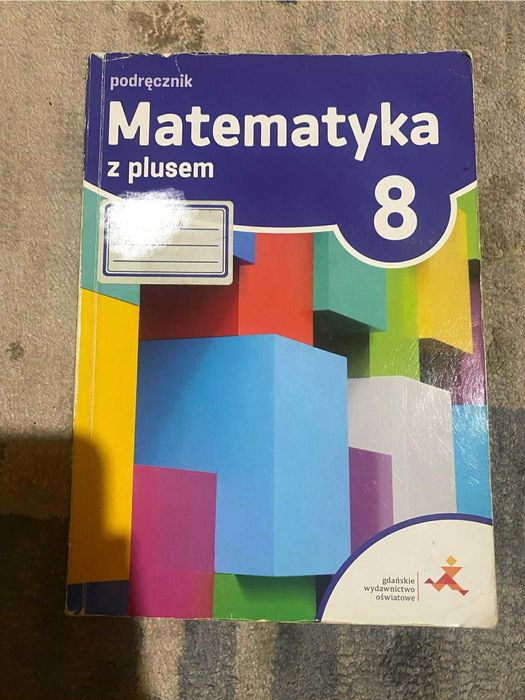 podręcznik
Matematyka
z plusem
8
gdańskie
wydawnictwo
oświatowe